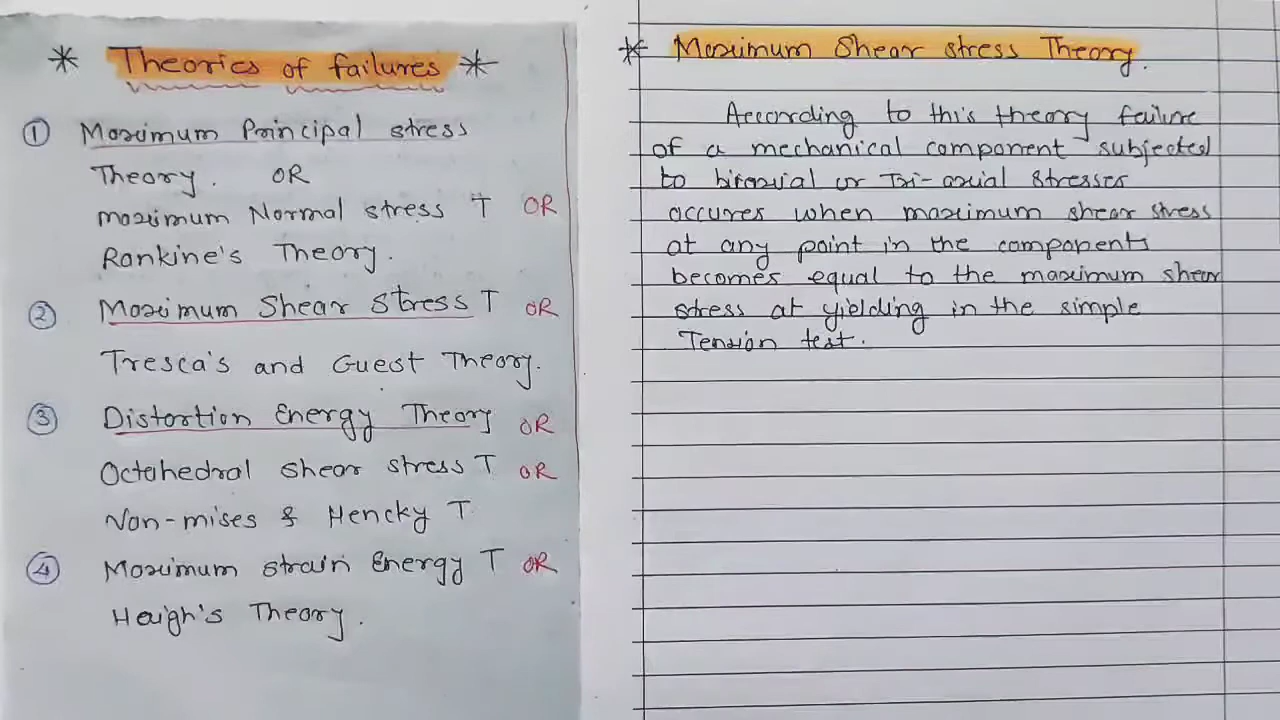 * Theories of failures *
① Maximum Principal stress
Theory. OR
maximum Normal stress T OR
Rankine's Theory.
② Maximum Shear Stress T OR
Tresca's and Guest Theory.
③ Distortion Energy Theory OR
Octahedral shear stress T OR
Von-mises & Hencky T
④ Maximum strain Energy T OR
Heigh's Theory.
* Maximum Shear stress Theory.
According to this theory failure
of a mechanical component subjected
to biaxial or Tri-axial stresses
occures when maximum shear stress
at any point in the components
becomes equal to the maximum shear
stress at yielding in the simple
Tension test.